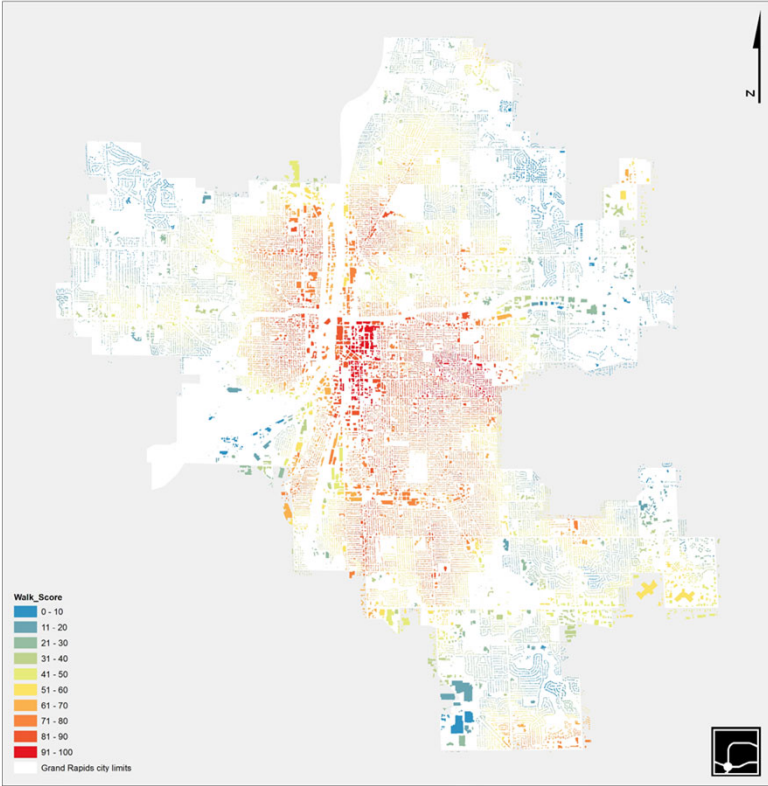 N
Walk_Score
0 - 10
11 - 20
21 - 30
31 - 40
41 - 50
51 - 60
61 - 70
71 - 80
81 - 90
91 - 100
Grand Rapids city limits